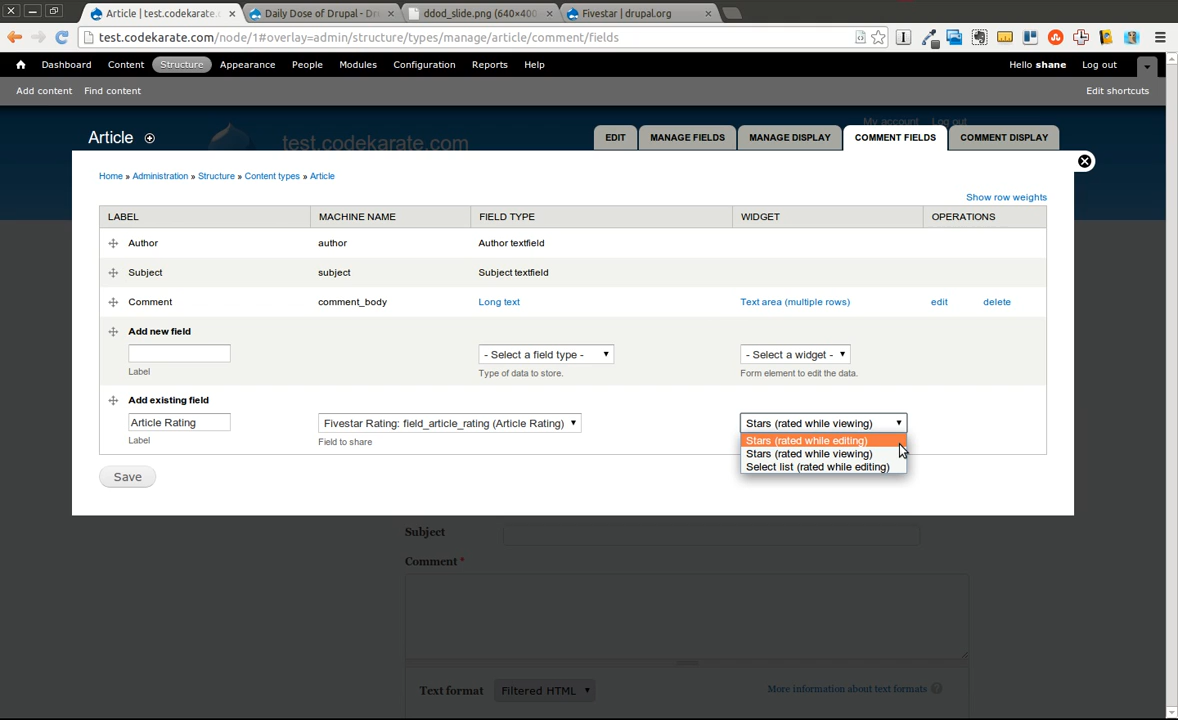 Article | test.codekarate.
Daily Dose of Drupal - Dr
ddod_slide.png (640×400
Fivestar | drupal.org
test.codekarate.com/node/1#overlay=admin/structure/types/manage/article/comment/fields
Dashboard Content Structure Appearance People Modules Configuration Reports Help
Hello shane Log out
Add content Find content
Edit shortcuts
My account Log out
test.codekarate.com
Article
EDIT MANAGE FIELDS MANAGE DISPLAY COMMENT FIELDS COMMENT DISPLAY
Home » Administration » Structure » Content types » Article
Show row weights
LABEL MACHINE NAME FIELD TYPE WIDGET OPERATIONS
Author author Author textfield
Subject subject Subject textfield
Comment comment_body Long text Text area (multiple rows) edit delete
Add new field
- Select a field type - - Select a widget -
Label Type of data to store. Form element to edit the data.
Add existing field
Article Rating Fivestar Rating: field_article_rating (Article Rating) Stars (rated while viewing)
Label Field to share
Stars (rated while editing)
Stars (rated while viewing)
Select list (rated while editing)
Save
Subject
Comment *
Text format Filtered HTML More information about text formats